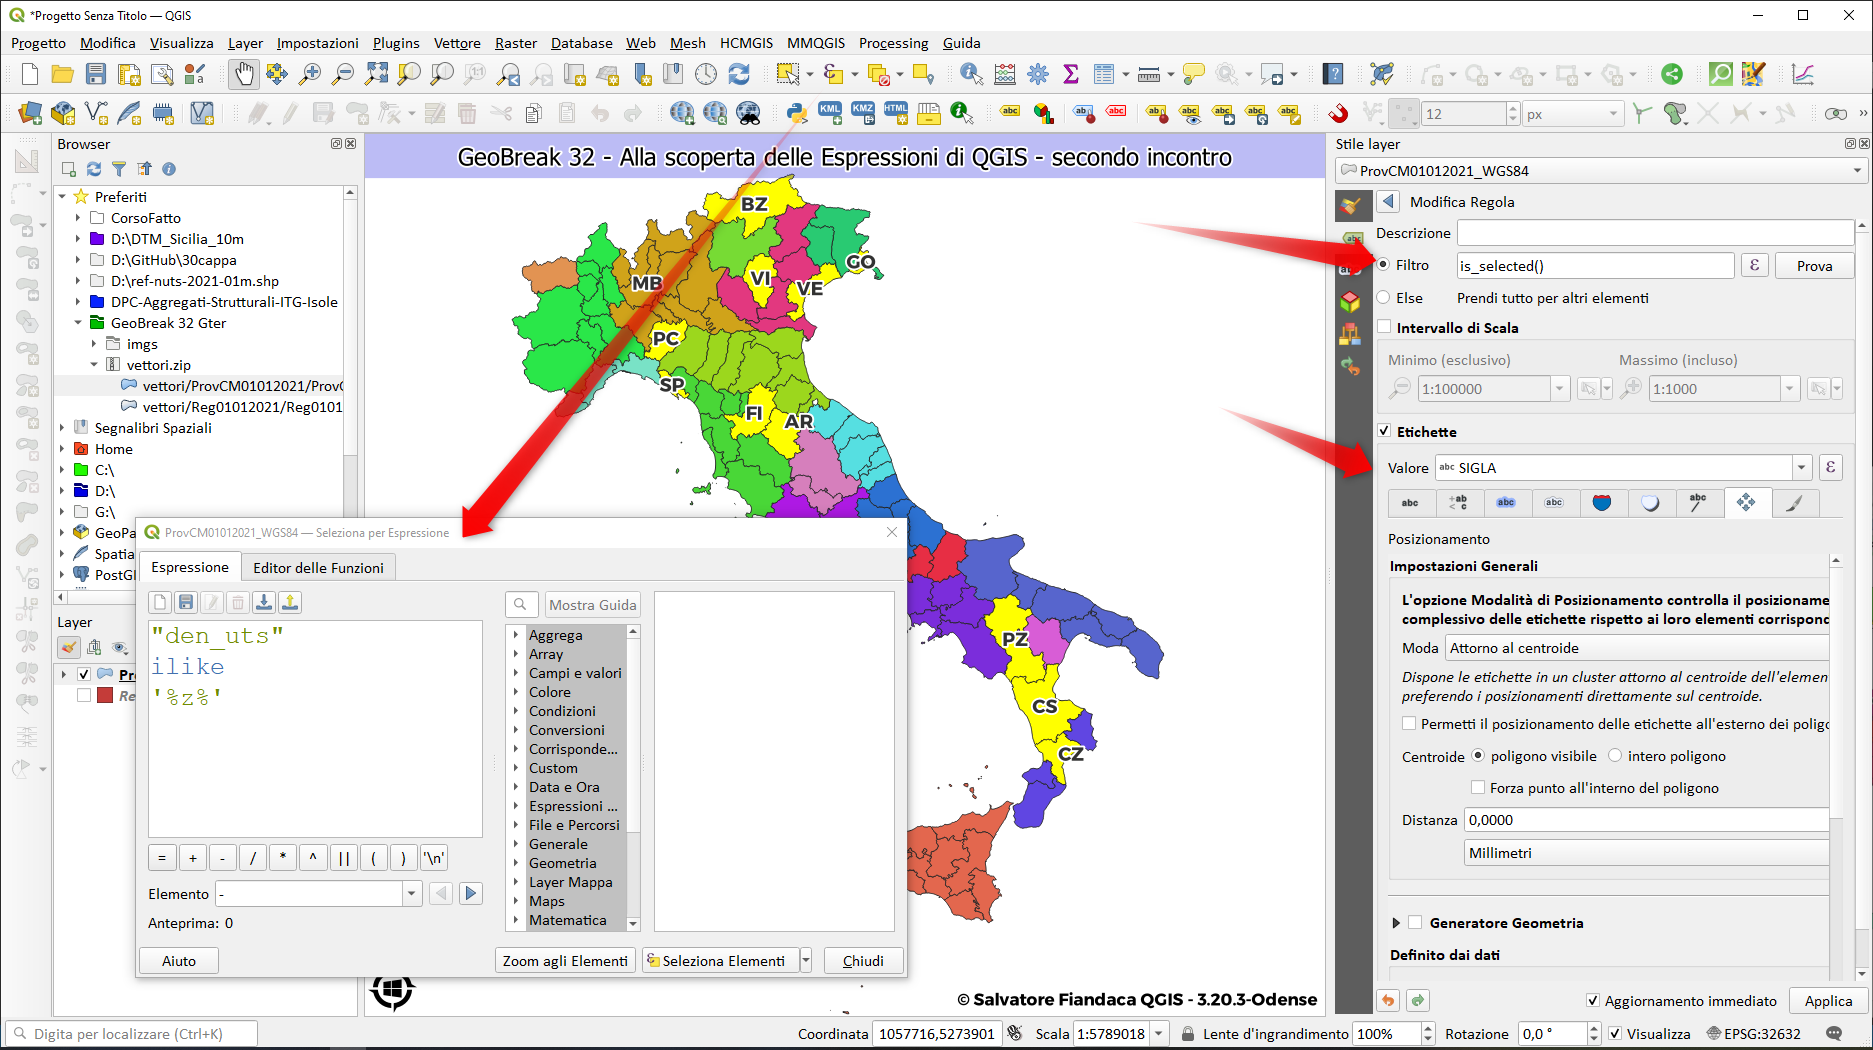 *Progetto Senza Titolo — QGIS
Progetto Modifica Visualizza Layer Impostazioni Plugins Vettore Raster Database Web Mesh HCMGIS MMQGIS Processing Guida
KML KMZ HTML abc abc abc abc abc abc abc abc 12 px
Browser
Preferiti
CorsoFatto
D:\DTM_Sicilia_10m
D:\GitHub\30cappa
D:\ref-nuts-2021-01m.shp
DPC-Aggregati-Strutturali-ITG-Isole
GeoBreak 32 Gter
imgs
vettori.zip
vettori/ProvCM01012021/Prov
vettori/Reg01012021/Reg0101
Segnalibri Spaziali
Home
C:\
D:\
G:\
GeoPa
Spatia
PostGI
Layer
Pr
Re
GeoBreak 32 - Alla scoperta delle Espressioni di QGIS - secondo incontro
BZ
GO
MB
VI
VE
PC
SP
FI
AR
PZ
CS
CZ
© Salvatore Fiandaca QGIS - 3.20.3-Odense
ProvCM01012021_WGS84 — Seleziona per Espressione
Espressione Editor delle Funzioni
Mostra Guida
"den_uts"
ilike
'%z%'
Aggrega
Array
Campi e valori
Colore
Condizioni
Conversioni
Corrisponde...
Custom
Data e Ora
Espressioni ...
File e Percorsi
Generale
Geometria
Layer Mappa
Maps
Matematica
= + - / * ^ || ( ) '\n'
Elemento -
Anteprima: 0
Aiuto Zoom agli Elementi Seleziona Elementi Chiudi
Stile layer
ProvCM01012021_WGS84
Modifica Regola
Descrizione
Filtro is_selected() ε Prova
Else Prendi tutto per altri elementi
Intervallo di Scala
Minimo (esclusivo) Massimo (incluso)
1:100000 1:1000
Etichette
Valore abc SIGLA ε
Posizionamento
Impostazioni Generali
L'opzione Modalità di Posizionamento controlla il posizioname
complessivo delle etichette rispetto ai loro elementi corrispond
Moda Attorno al centroide
Dispone le etichette in un cluster attorno al centroide dell'elemen
preferendo i posizionamenti direttamente sul centroide.
Permetti il posizionamento delle etichette all'esterno dei poligo
Centroide poligono visibile intero poligono
Forza punto all'interno del poligono
Distanza 0,0000
Millimetri
Generatore Geometria
Definito dai dati
Aggiornamento immediato Applica
Digita per localizzare (Ctrl+K) Coordinata 1057716,5273901 Scala 1:5789018 Lente d'ingrandimento 100% Rotazione 0,0 ° Visualizza EPSG:32632